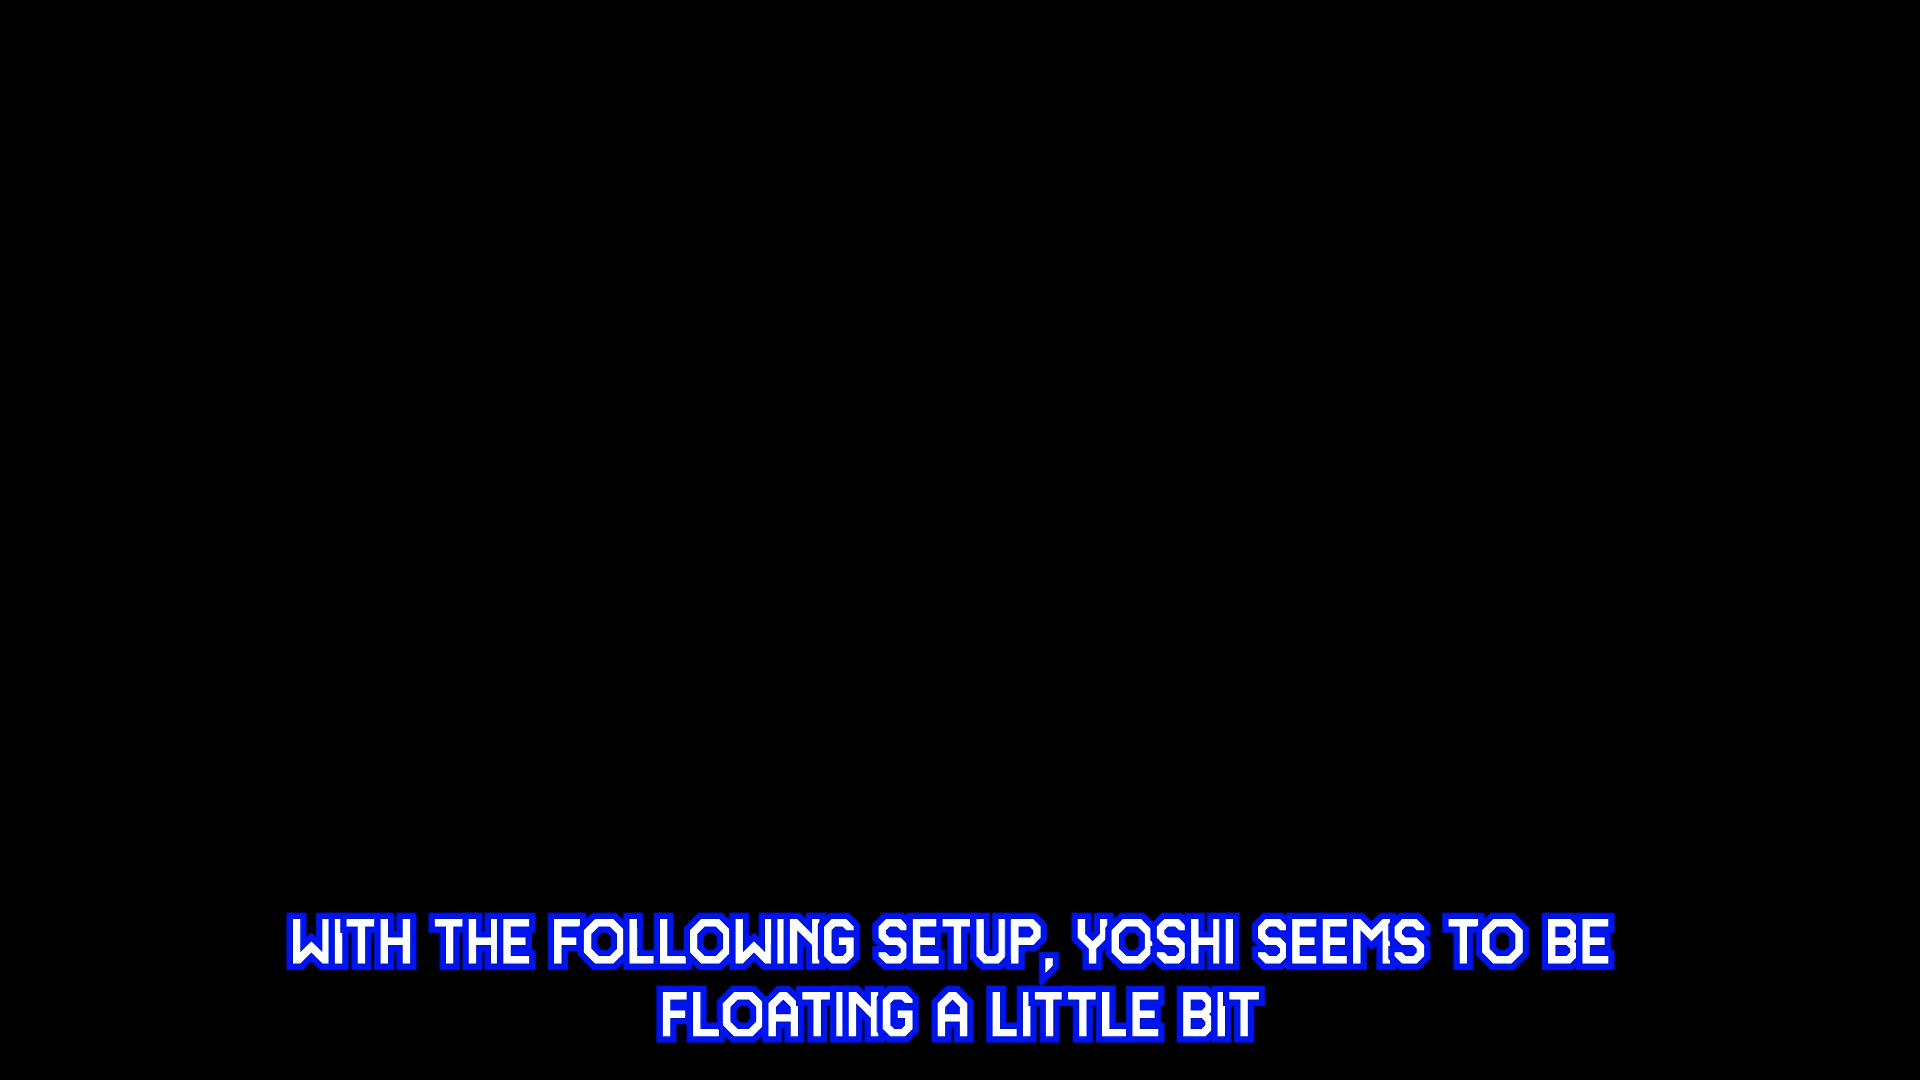 WITH THE FOLLOWING SETUP, YOSHI SEEMS TO BE
FLOATING A LITTLE BIT